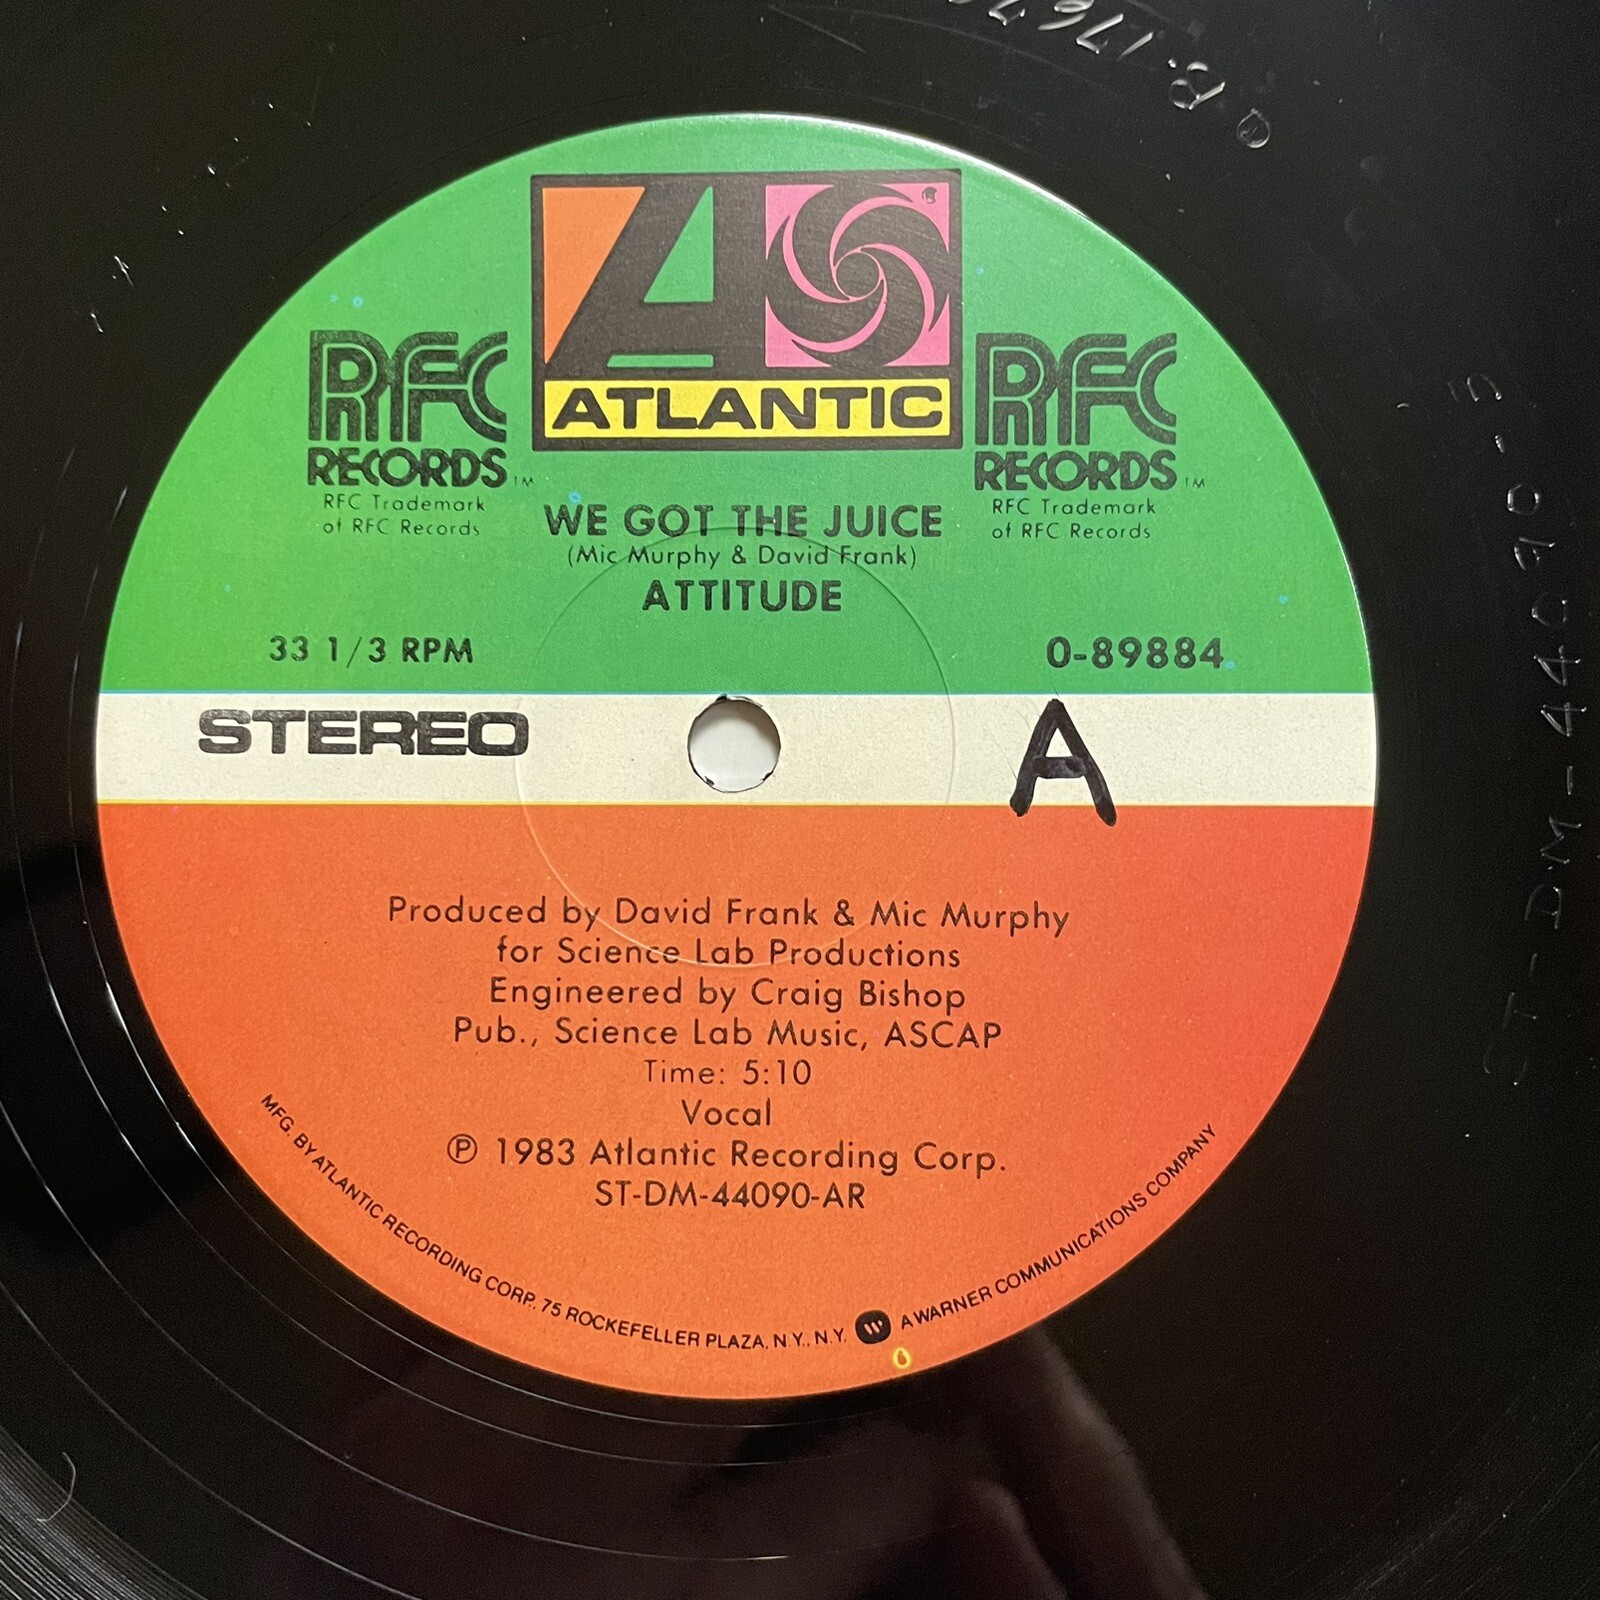 ATLANTIC
RFC
RECORDS™
RFC Trademark
of RFC Records
RFC
RECORDS™
RFC Trademark
of RFC Records
WE GOT THE JUICE
(Mic Murphy & David Frank)
ATTITUDE
33 1/3 RPM
0-89884
STEREO
A
Produced by David Frank & Mic Murphy
for Science Lab Productions
Engineered by Craig Bishop
Pub., Science Lab Music, ASCAP
Time: 5:10
Vocal
℗ 1983 Atlantic Recording Corp.
ST-DM-44090-AR
MFG. BY ATLANTIC RECORDING CORP., 75 ROCKEFELLER PLAZA, N.Y., N.Y. A WARNER COMMUNICATIONS COMPANY